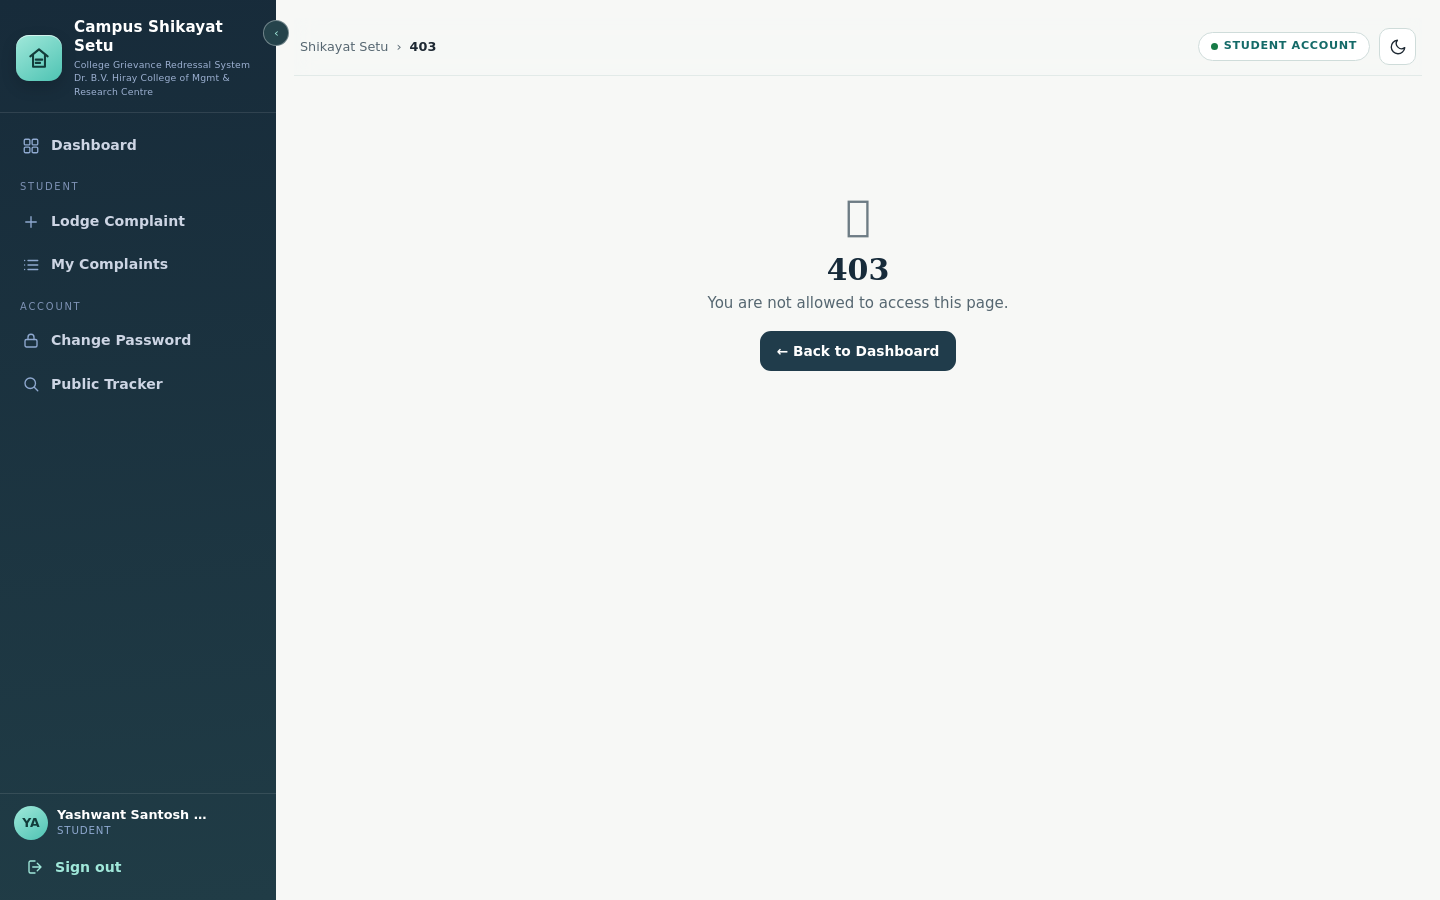 Campus Shikayat
Setu
College Grievance Redressal System
Dr. B.V. Hiray College of Mgmt &
Research Centre
Dashboard
STUDENT
Lodge Complaint
My Complaints
ACCOUNT
Change Password
Public Tracker
YA
Yashwant Santosh ...
STUDENT
Sign out
‹
Shikayat Setu › 403
STUDENT ACCOUNT
403
You are not allowed to access this page.
← Back to Dashboard